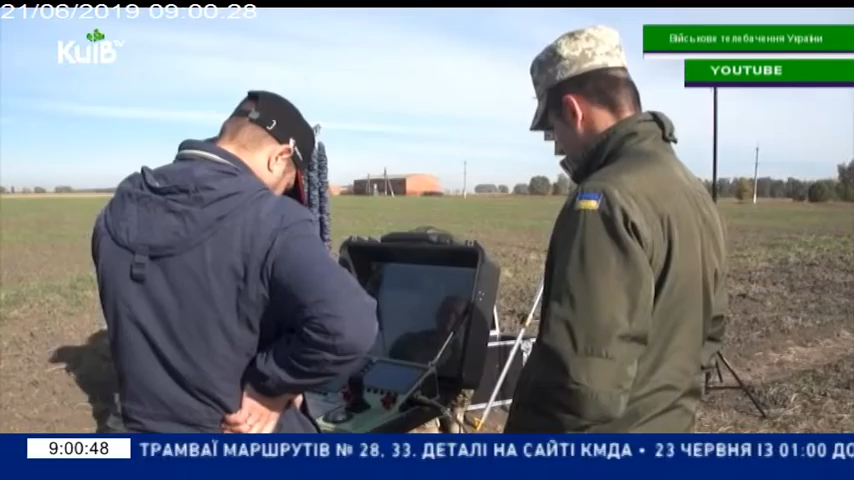 21/06/2019 09:00:28
Київ TV
Військове телебачення України
YOUTUBE
9:00:48 ТРАМВАЇ МАРШРУТІВ № 28, 33. ДЕТАЛІ НА САЙТІ КМДА • 23 ЧЕРВНЯ ІЗ 01:00 ДО